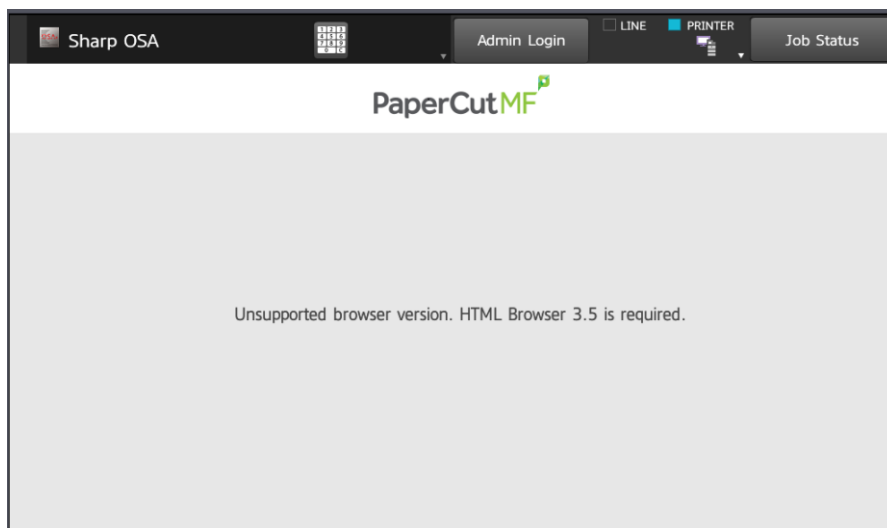 Sharp OSA
Admin Login
LINE
PRINTER
Job Status
PaperCutMF
Unsupported browser version. HTML Browser 3.5 is required.